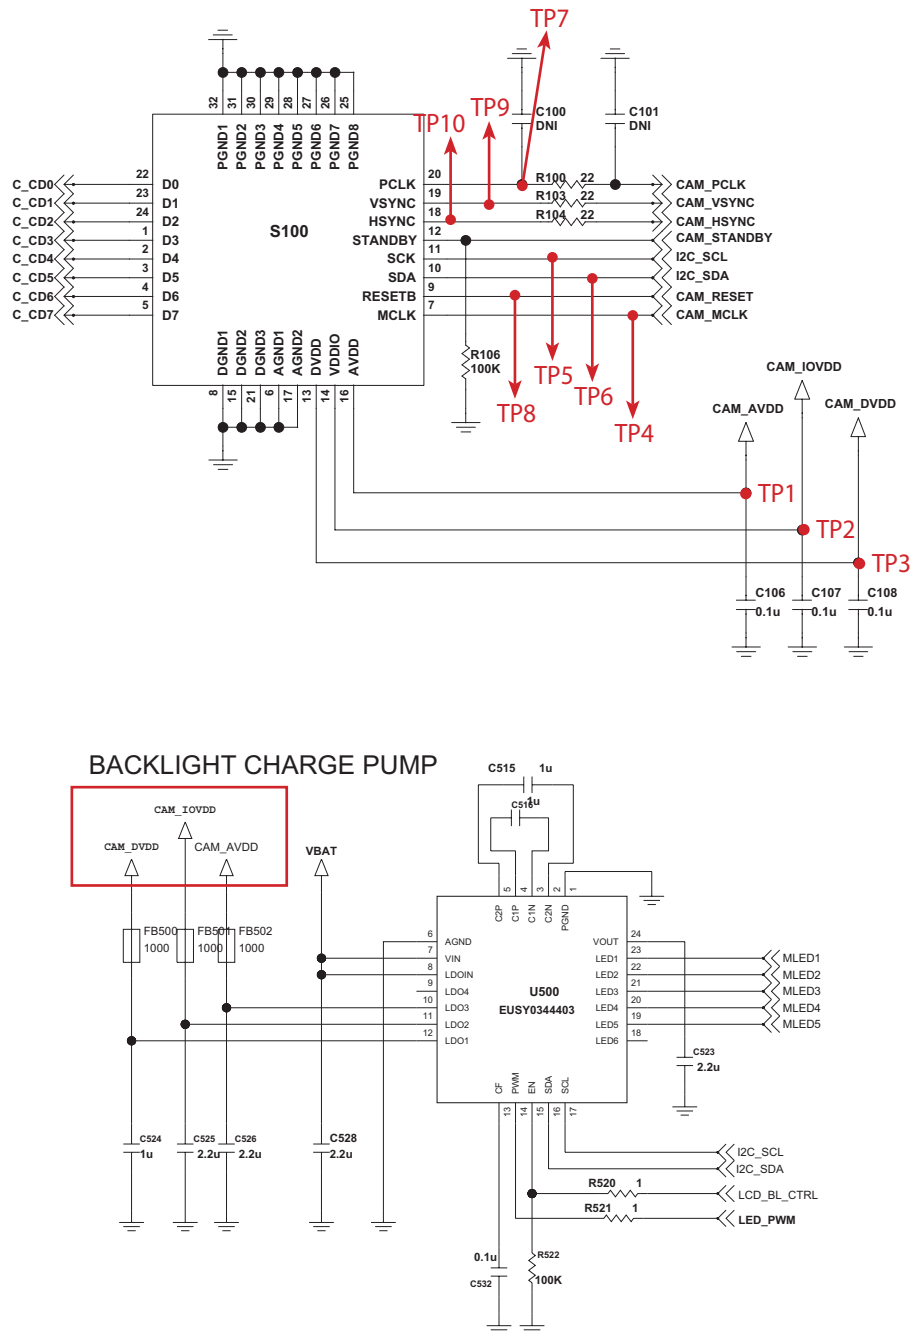 TP7
C100
DNI
C101
DNI
TP10
TP9
32
31
30
29
28
27
26
25
PGND1
PGND2
PGND3
PGND4
PGND5
PGND6
PGND7
PGND8
C_CD0 22 D0
C_CD1 23 D1
C_CD2 24 D2
C_CD3 1 D3
C_CD4 2 D4
C_CD5 3 D5
C_CD6 4 D6
C_CD7 5 D7
S100
PCLK 20 R100 22 CAM_PCLK
VSYNC 19 R103 22 CAM_VSYNC
HSYNC 18 R104 22 CAM_HSYNC
STANDBY 12 CAM_STANDBY
SCK 11 I2C_SCL
SDA 10 I2C_SDA
RESETB 9 CAM_RESET
MCLK 7 CAM_MCLK
DGND1
DGND2
DGND3
AGND1
AGND2
DVDD
VDDIO
AVDD
8
15
21
6
17
13
14
16
R106
100K
TP8
TP5
TP6
TP4
CAM_IOVDD
CAM_AVDD
CAM_DVDD
TP1
TP2
TP3
C106
0.1u
C107
0.1u
C108
0.1u
BACKLIGHT CHARGE PUMP
CAM_IOVDD
CAM_DVDD
CAM_AVDD
VBAT
C515 1u
C516 1u
FB500
1000
FB501
1000
FB502
1000
5
4
3
2
1
C2P
C1P
C1N
C2N
PGND
6 AGND
7 VIN
8 LDOIN
9 LDO4
10 LDO3
11 LDO2
12 LDO1
U500
EUSY0344403
VOUT 24
LED1 23 MLED1
LED2 22 MLED2
LED3 21 MLED3
LED4 20 MLED4
LED5 19 MLED5
LED6 18
CF
PWM
EN
SDA
SCL
13
14
15
16
17
C523
2.2u
C524
1u
C525
2.2u
C526
2.2u
C528
2.2u
I2C_SCL
I2C_SDA
R520 1 LCD_BL_CTRL
R521 1 LED_PWM
0.1u
C532
R522
100K